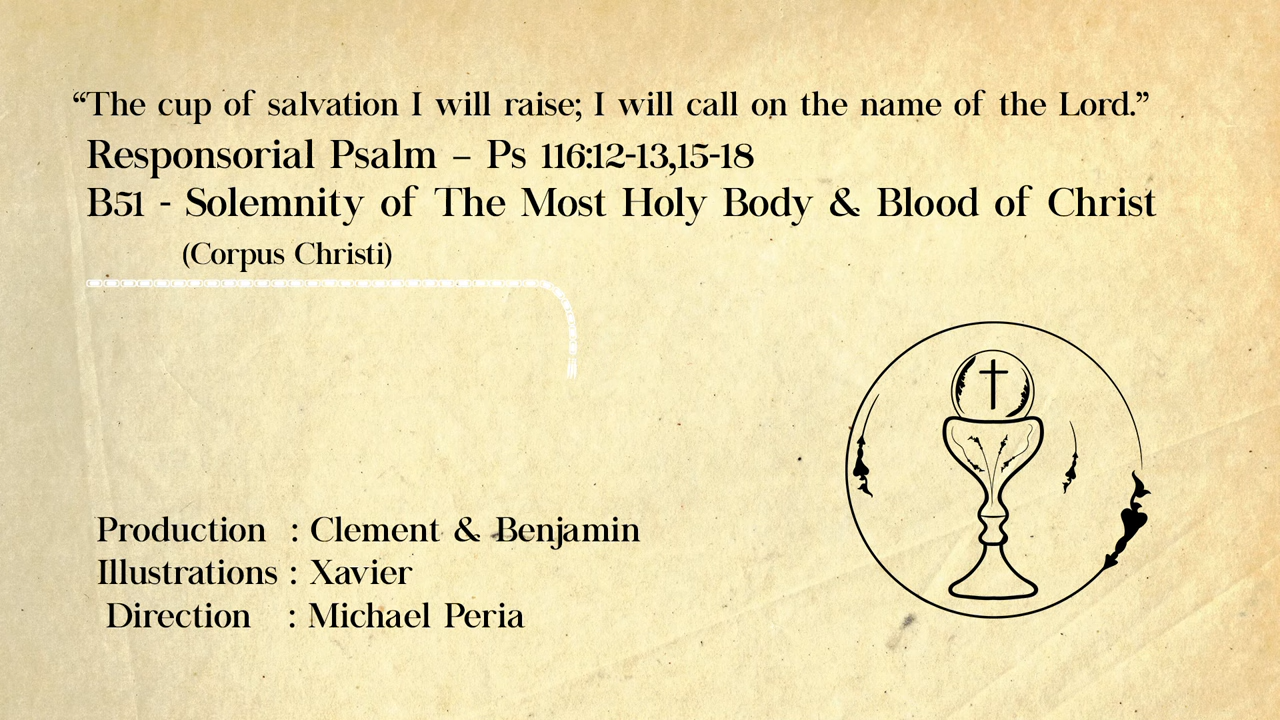 “The cup of salvation I will raise; I will call on the name of the Lord.”
Responsorial Psalm – Ps 116:12-13,15-18
B51 - Solemnity of The Most Holy Body & Blood of Christ
(Corpus Christi)
Production : Clement & Benjamin
Illustrations : Xavier
Direction : Michael Peria